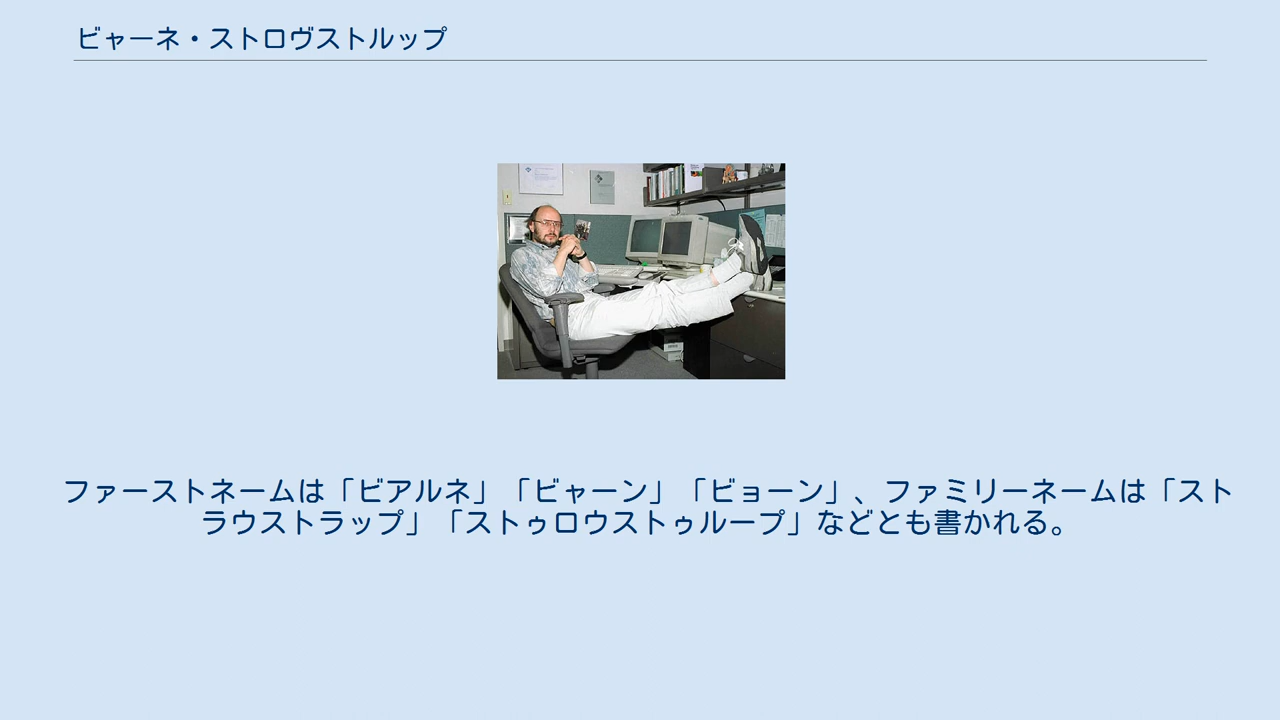 ビャーネ・ストロヴストルップ
ファーストネームは「ビアルネ」「ビャーン」「ビョーン」、ファミリーネームは「スト
ラウストラップ」「ストゥロウストゥループ」などとも書かれる。